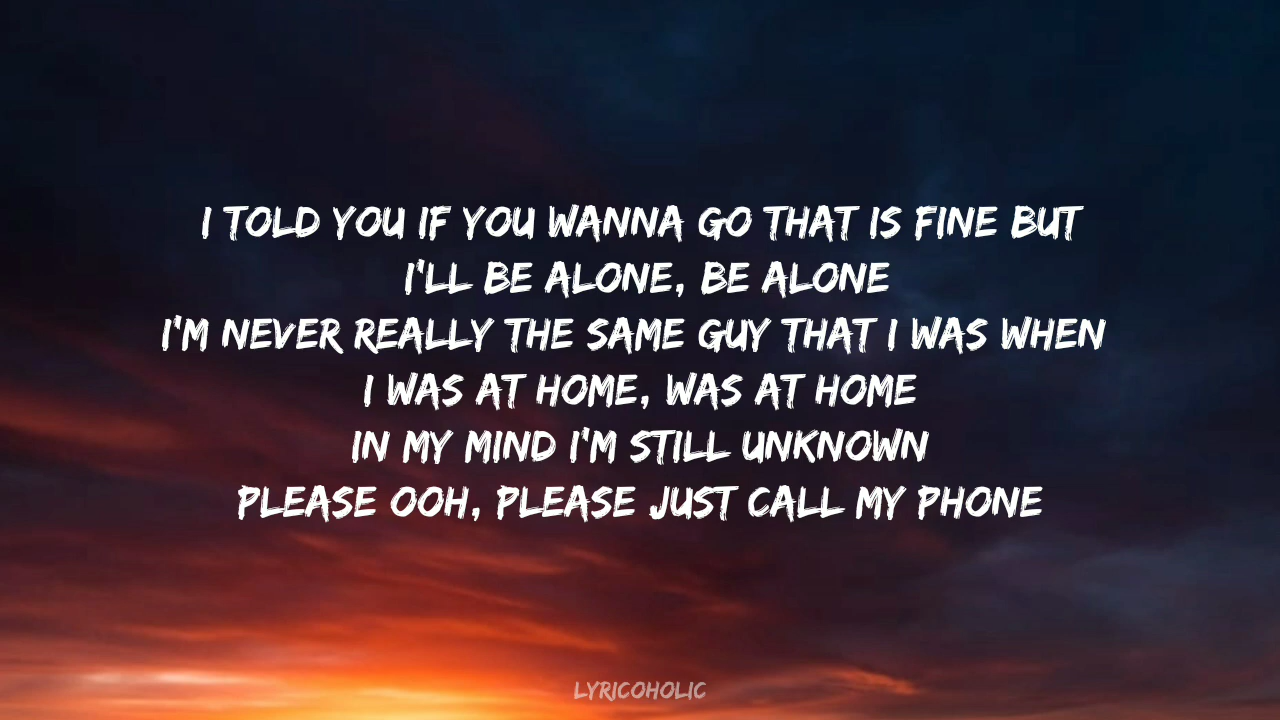 I TOLD YOU IF YOU WANNA GO THAT IS FINE BUT
I'LL BE ALONE, BE ALONE
I'M NEVER REALLY THE SAME GUY THAT I WAS WHEN
I WAS AT HOME, WAS AT HOME
IN MY MIND I'M STILL UNKNOWN
PLEASE OOH, PLEASE JUST CALL MY PHONE
LYRICOHOLIC